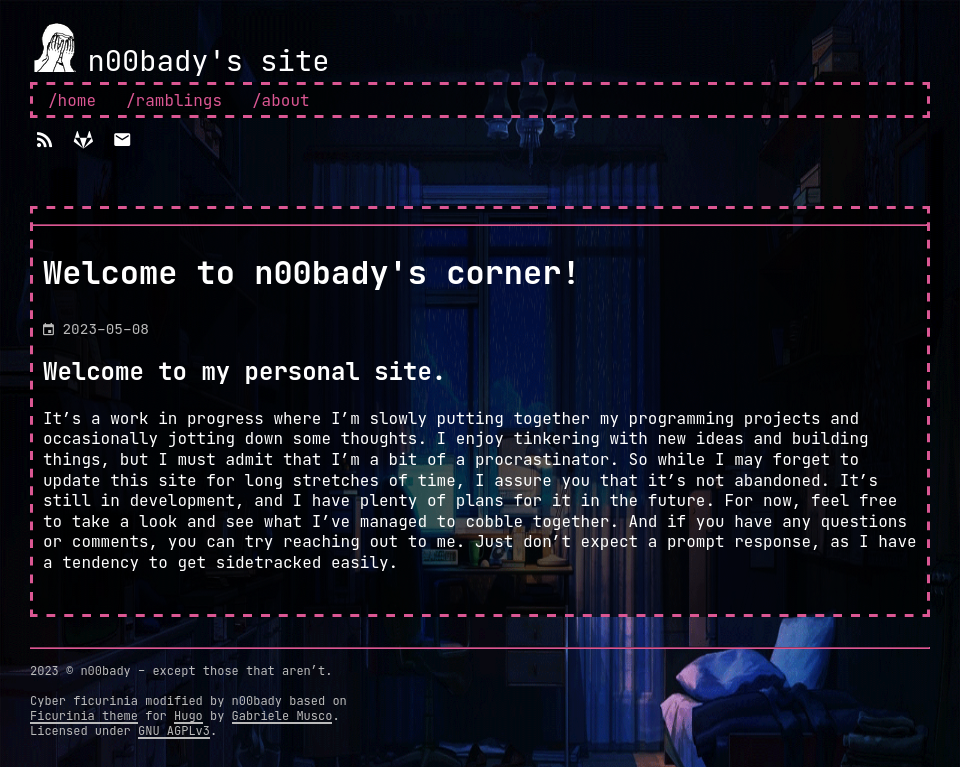 n00bady's site
/home /ramblings /about
Welcome to n00bady's corner!
2023-05-08
Welcome to my personal site.
It’s a work in progress where I’m slowly putting together my programming projects and
occasionally jotting down some thoughts. I enjoy tinkering with new ideas and building
things, but I must admit that I’m a bit of a procrastinator. So while I may forget to
update this site for long stretches of time, I assure you that it’s not abandoned. It’s
still in development, and I have plenty of plans for it in the future. For now, feel free
to take a look and see what I’ve managed to cobble together. And if you have any questions
or comments, you can try reaching out to me. Just don’t expect a prompt response, as I have
a tendency to get sidetracked easily.
2023 © n00bady – except those that aren’t.
Cyber ficurinia modified by n00bady based on
Ficurinia theme for Hugo by Gabriele Musco.
Licensed under GNU AGPLv3.